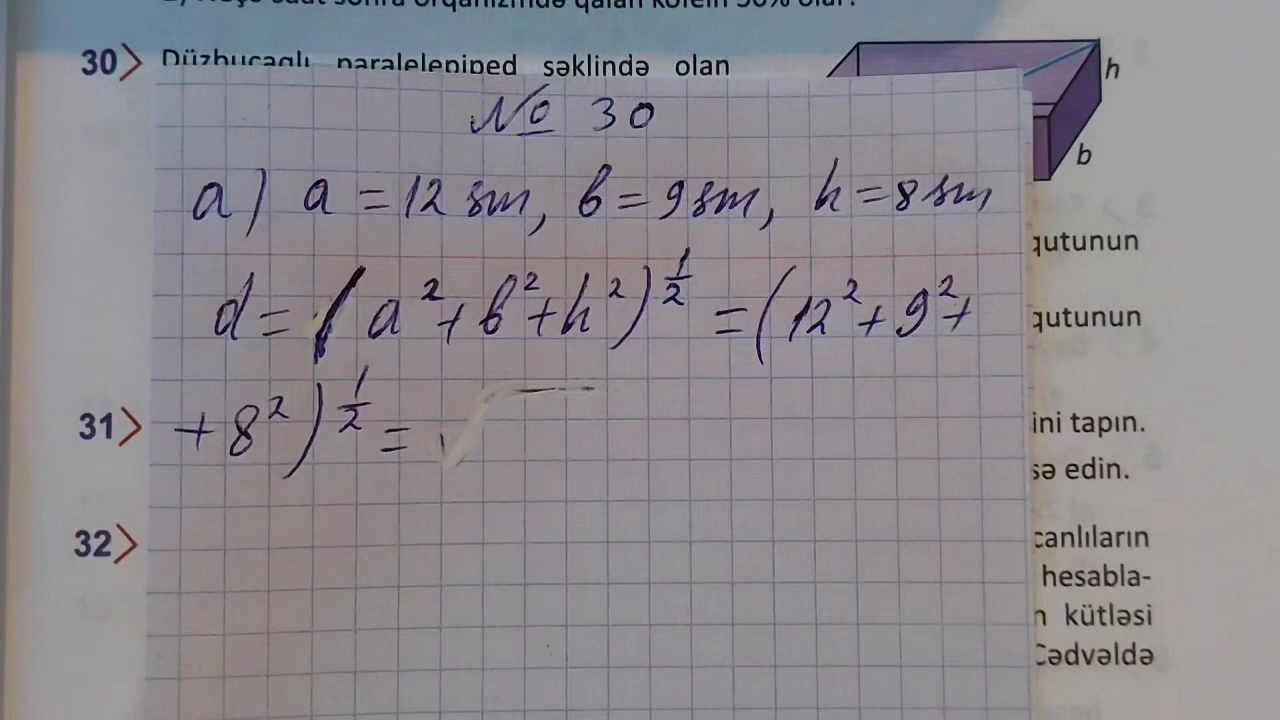 30> Düzbucaqlı paralelepiped şəklində olan
h
b
№ 30
a) a = 12 sm, b = 9 sm, h = 8 sm
d = (a² + b² + h²)^½ = (12² + 9² +
+ 8²)^½ = √
qutunun
qutunun
31> ini tapın.
sə edin.
32> canlıların
hesabla-
n kütləsi
Cədvəldə